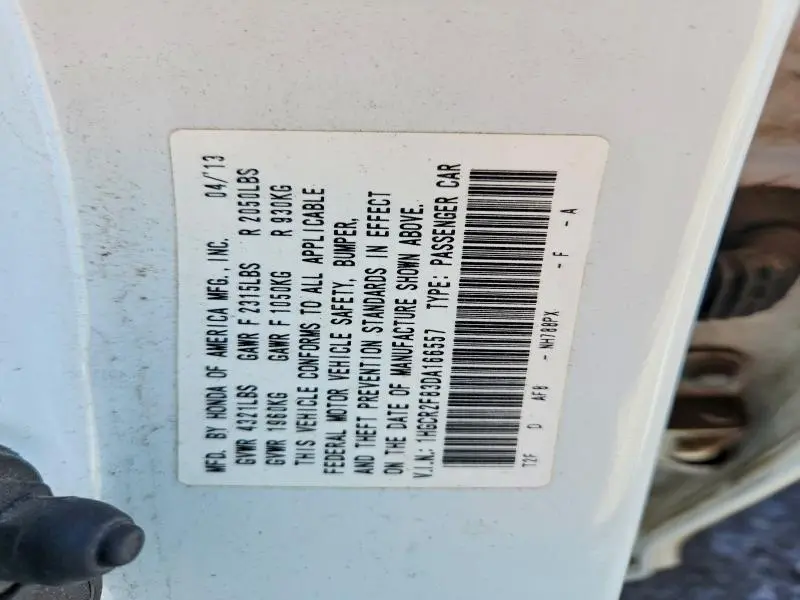 MFD. BY HONDA OF AMERICA MFG., INC. 04/'13
GVWR 4321LBS GAWR F 2315LBS R 2050LBS
GVWR 1960KG GAWR F 1050KG R 930KG
THIS VEHICLE CONFORMS TO ALL APPLICABLE
FEDERAL MOTOR VEHICLE SAFETY, BUMPER,
AND THEFT PREVENTION STANDARDS IN EFFECT
ON THE DATE OF MANUFACTURE SHOWN ABOVE.
V.I.N.: 1HGCR2F83DA166557 TYPE: PASSENGER CAR
T2F D AF0 - NH788PX - F - A